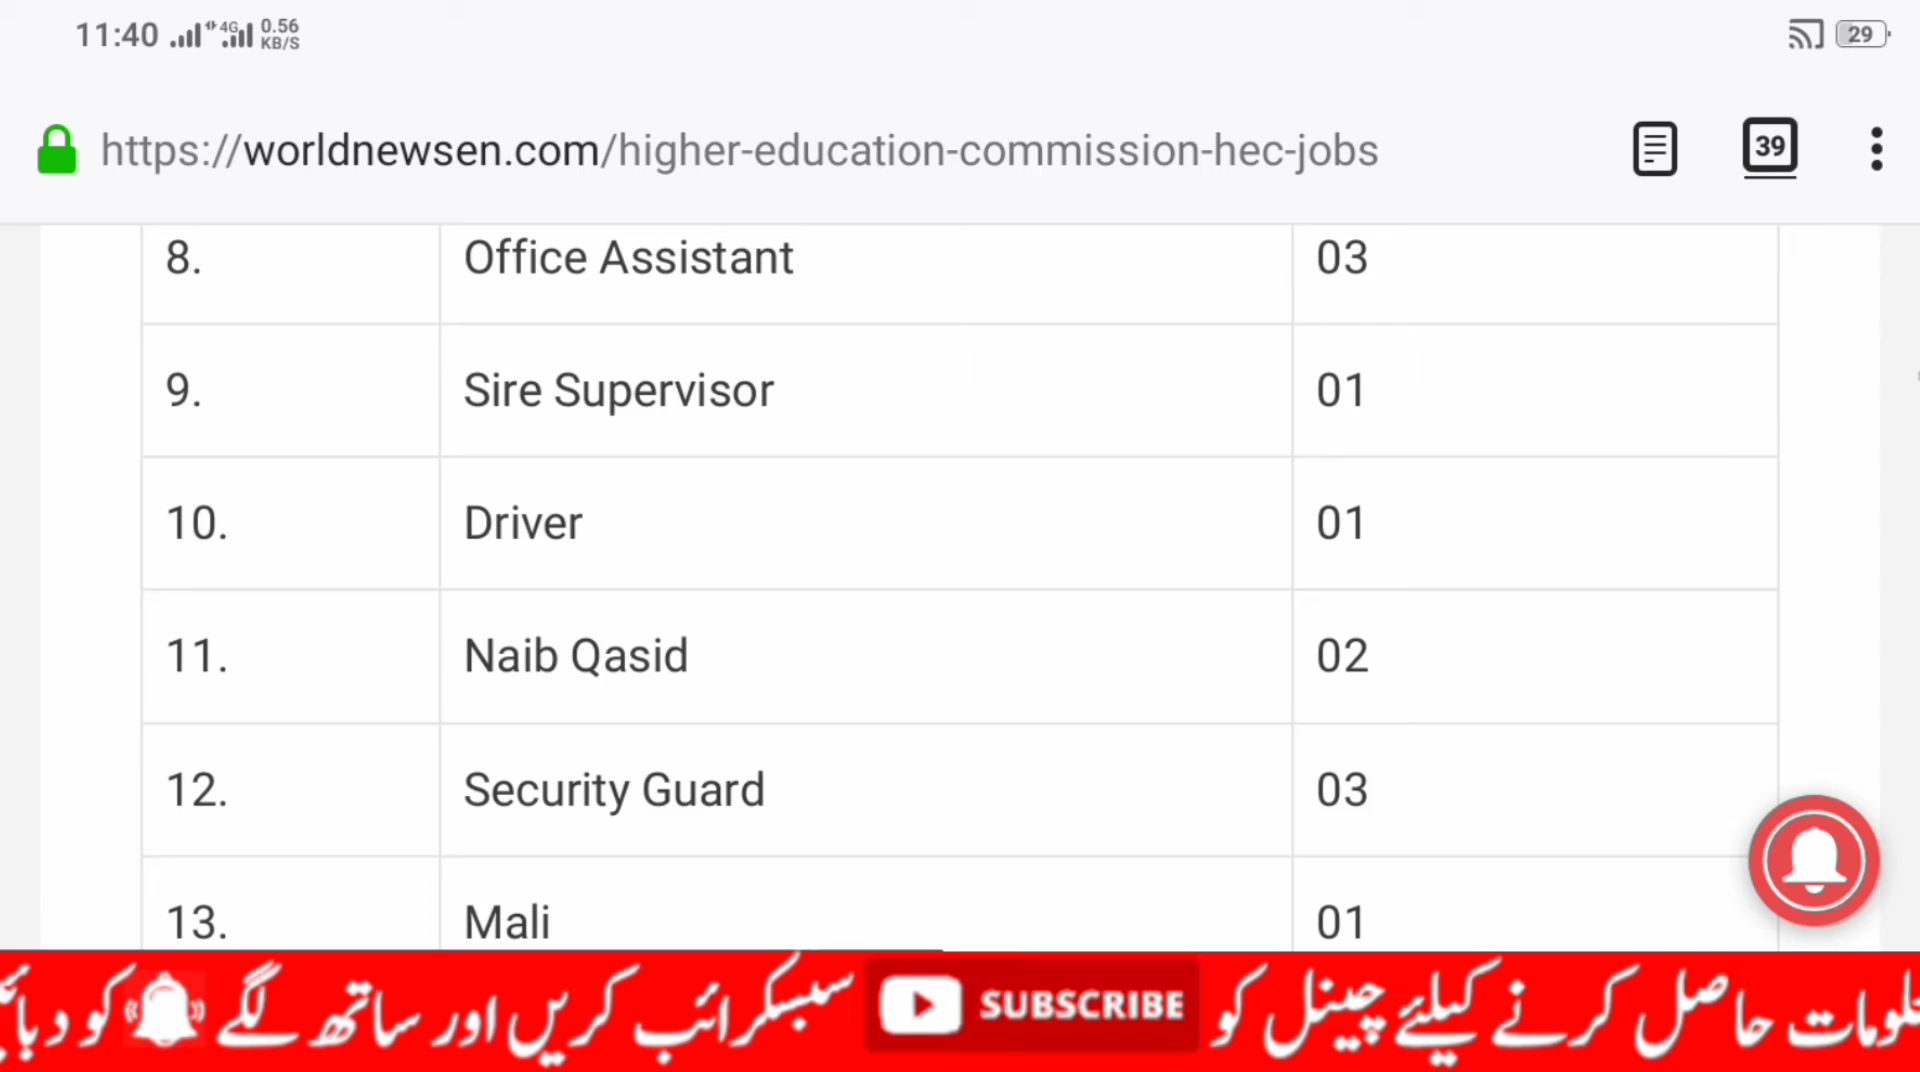 11:40 4G 0.56 KB/S 29
https://worldnewsen.com/higher-education-commission-hec-jobs 39
8. Office Assistant 03
9. Sire Supervisor 01
10. Driver 01
11. Naib Qasid 02
12. Security Guard 03
13. Mali 01
حاصل کرنے کیلئے چینل کو SUBSCRIBE سبسکرائب کریں اور ساتھ لگے کو